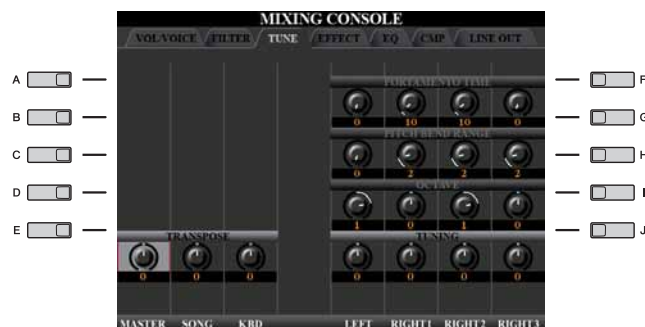 MIXING CONSOLE
VOL/VOICE FILTER TUNE EFFECT EQ CMP LINE OUT
A F
PORTAMENTO TIME
0 10 10 0
B G
PITCH BEND RANGE
C H
0 2 2 2
OCTAVE
D I
1 0 1 0
E J
TRANSPOSE TUNING
0 0 0 0 0 0 0
MASTER SONG KBD LEFT RIGHT1 RIGHT2 RIGHT3